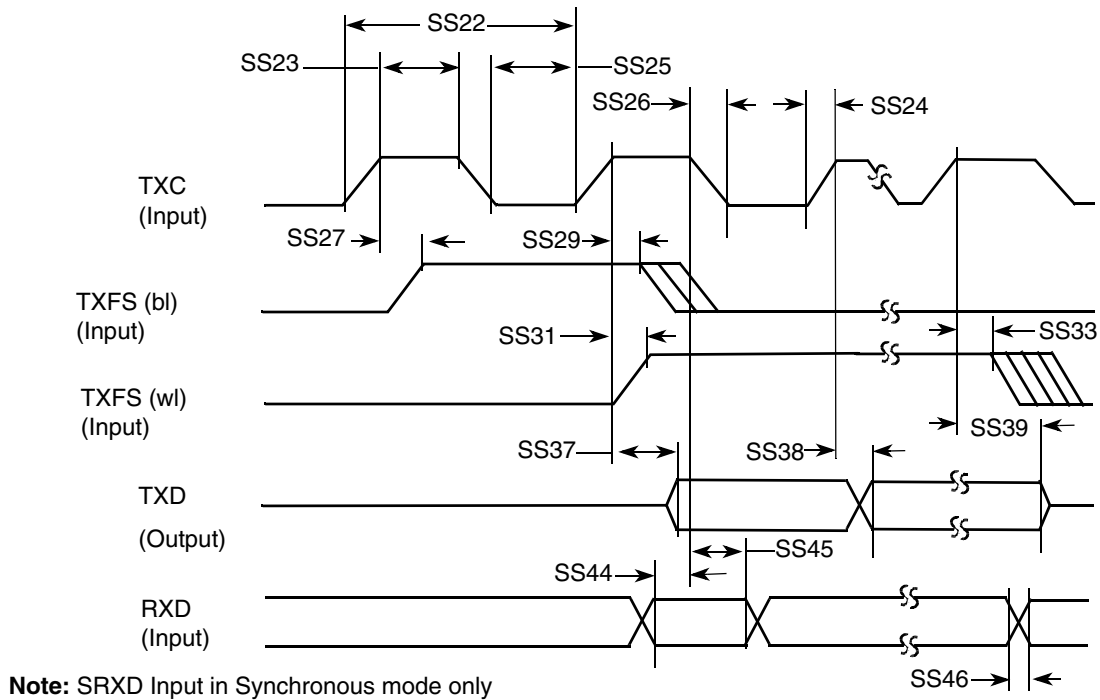 SS22
SS23
SS25
SS26
SS24
TXC
(Input)
SS27
SS29
TXFS (bl)
(Input)
SS31
SS33
TXFS (wl)
(Input)
SS39
SS37
SS38
TXD
(Output)
SS45
SS44
RXD
(Input)
SS46
Note: SRXD Input in Synchronous mode only